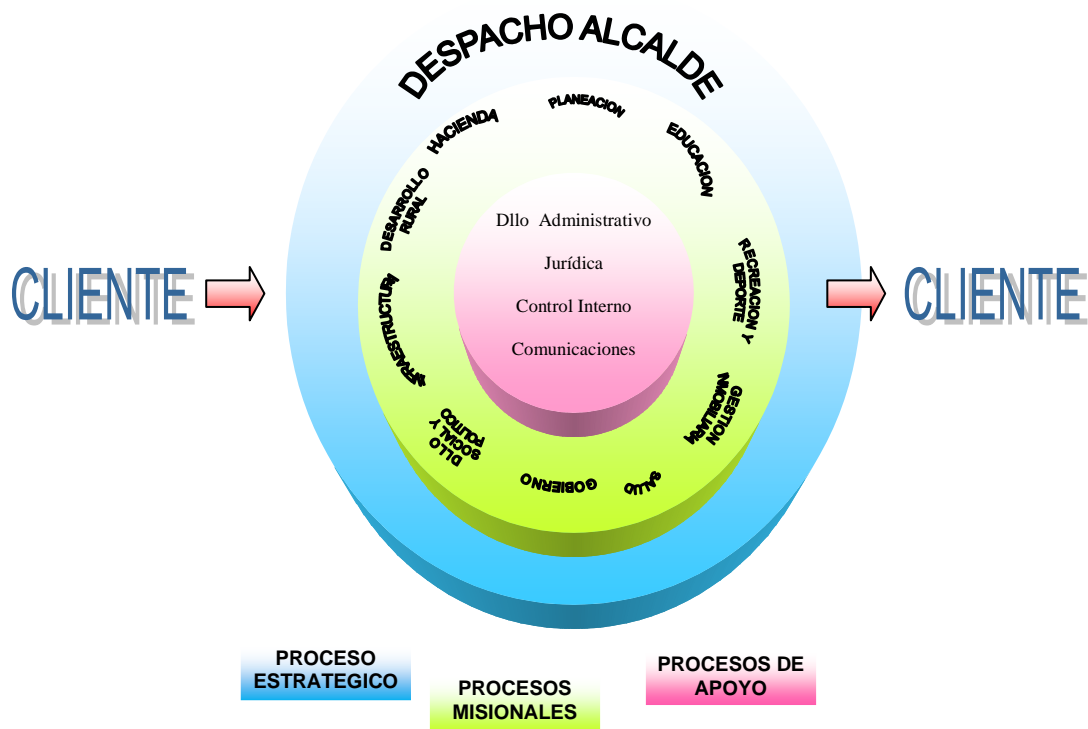 DESPACHO ALCALDE
PLANEACION
HACIENDA
EDUCACION
DESARROLLO
RURAL
Dllo Administrativo
Jurídica
Control Interno
Comunicaciones
RECREACION Y
DEPORTE
CLIENTE
CLIENTE
NFRAESTRUCTURA
GESTION
INMOBILIARIA
DLLO
SOCIAL Y
POLITICO
GOBIERNO
SALUD
PROCESO
ESTRATEGICO
PROCESOS
MISIONALES
PROCESOS DE
APOYO